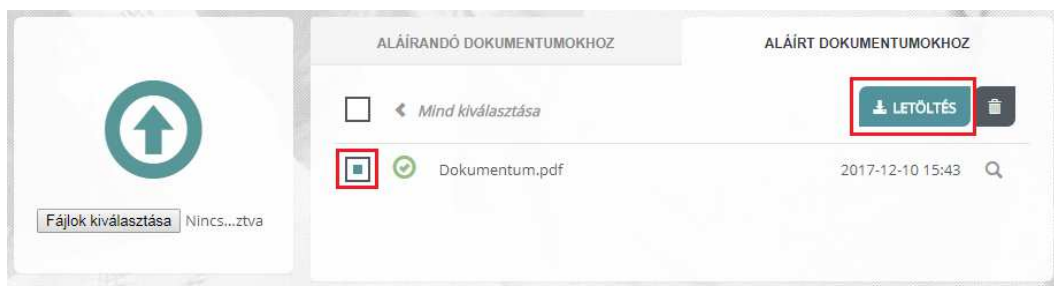 ALÁÍRANDÓ DOKUMENTUMOKHOZ
ALÁÍRT DOKUMENTUMOKHOZ
Mind kiválasztása
LETÖLTÉS
Dokumentum.pdf
2017-12-10 15:43
Fájlok kiválasztása Nincs...ztva